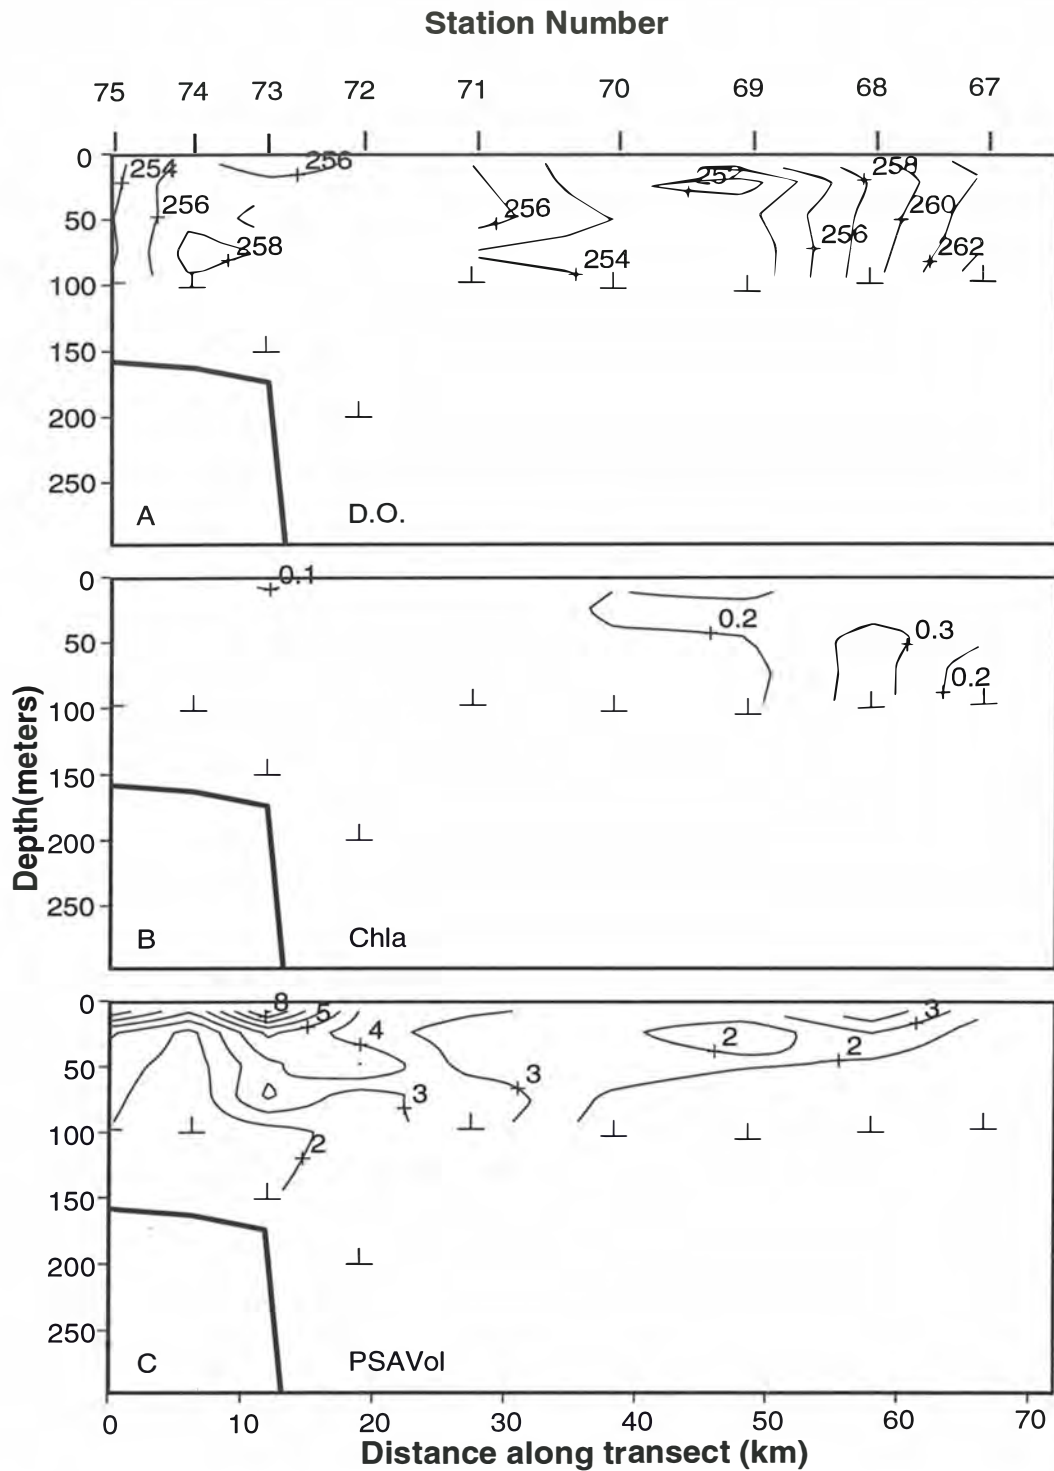 Station Number
75 74 73 72 71 70 69 68 67
0 254 256 252 258
50 256 256 260
258 256 262
100 254
150
200
250
A D.O.
0 0.1
50 0.2 0.3
0.2
100
150
200
250
B Chla
Depth(meters)
0 8 5 3
4 2 2
50 3
3
100 2
150
200
250
C PSAVol
0 10 20 30 40 50 60 70
Distance along transect (km)